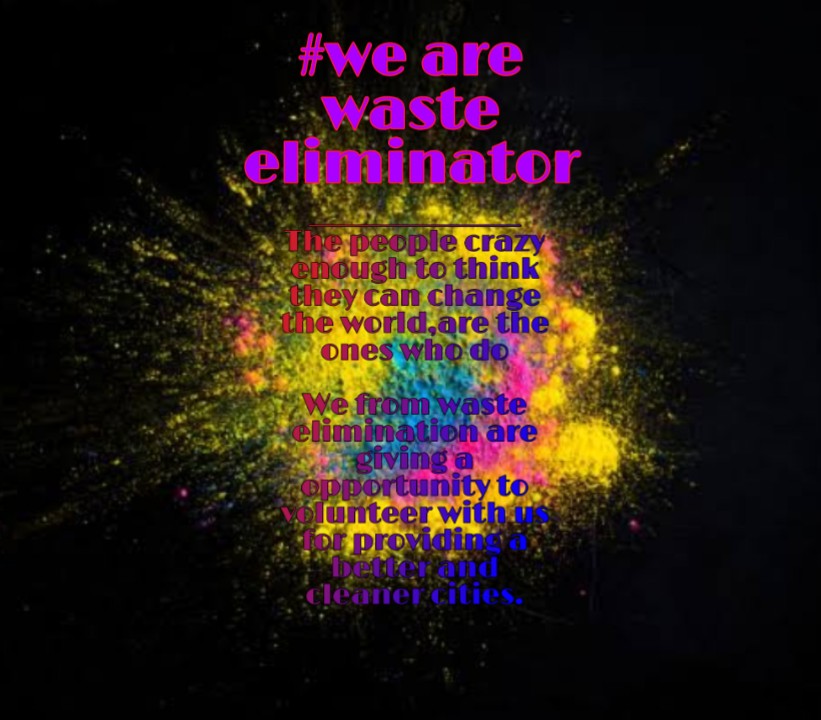 #we are
waste
eliminator
The people crazy
enough to think
they can change
the world,are the
ones who do
We from waste
elimination are
giving a
opportunity to
volunteer with us
for providing a
better and
cleaner cities.